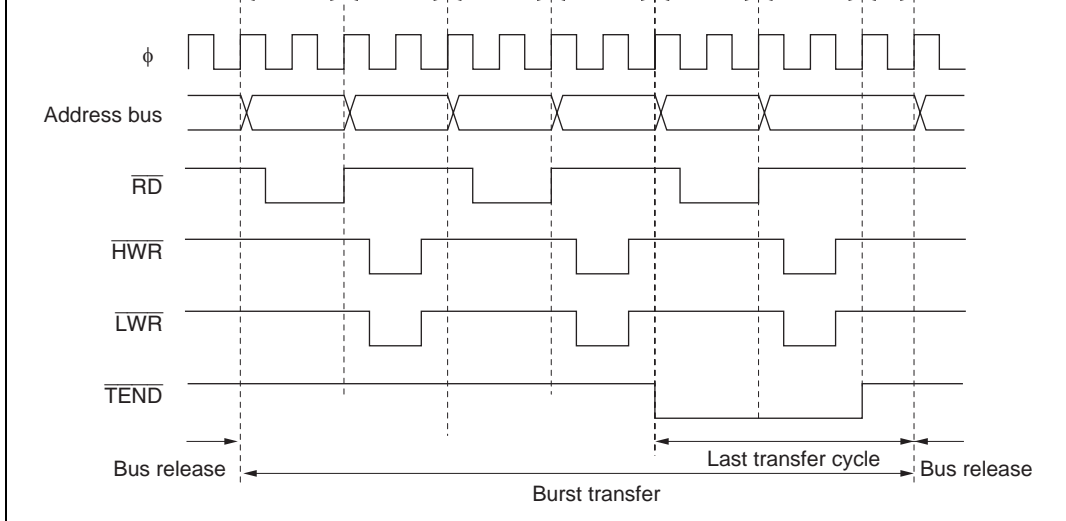 ϕ
Address bus
RD
HWR
LWR
TEND
Last transfer cycle
Bus release
Bus release
Burst transfer